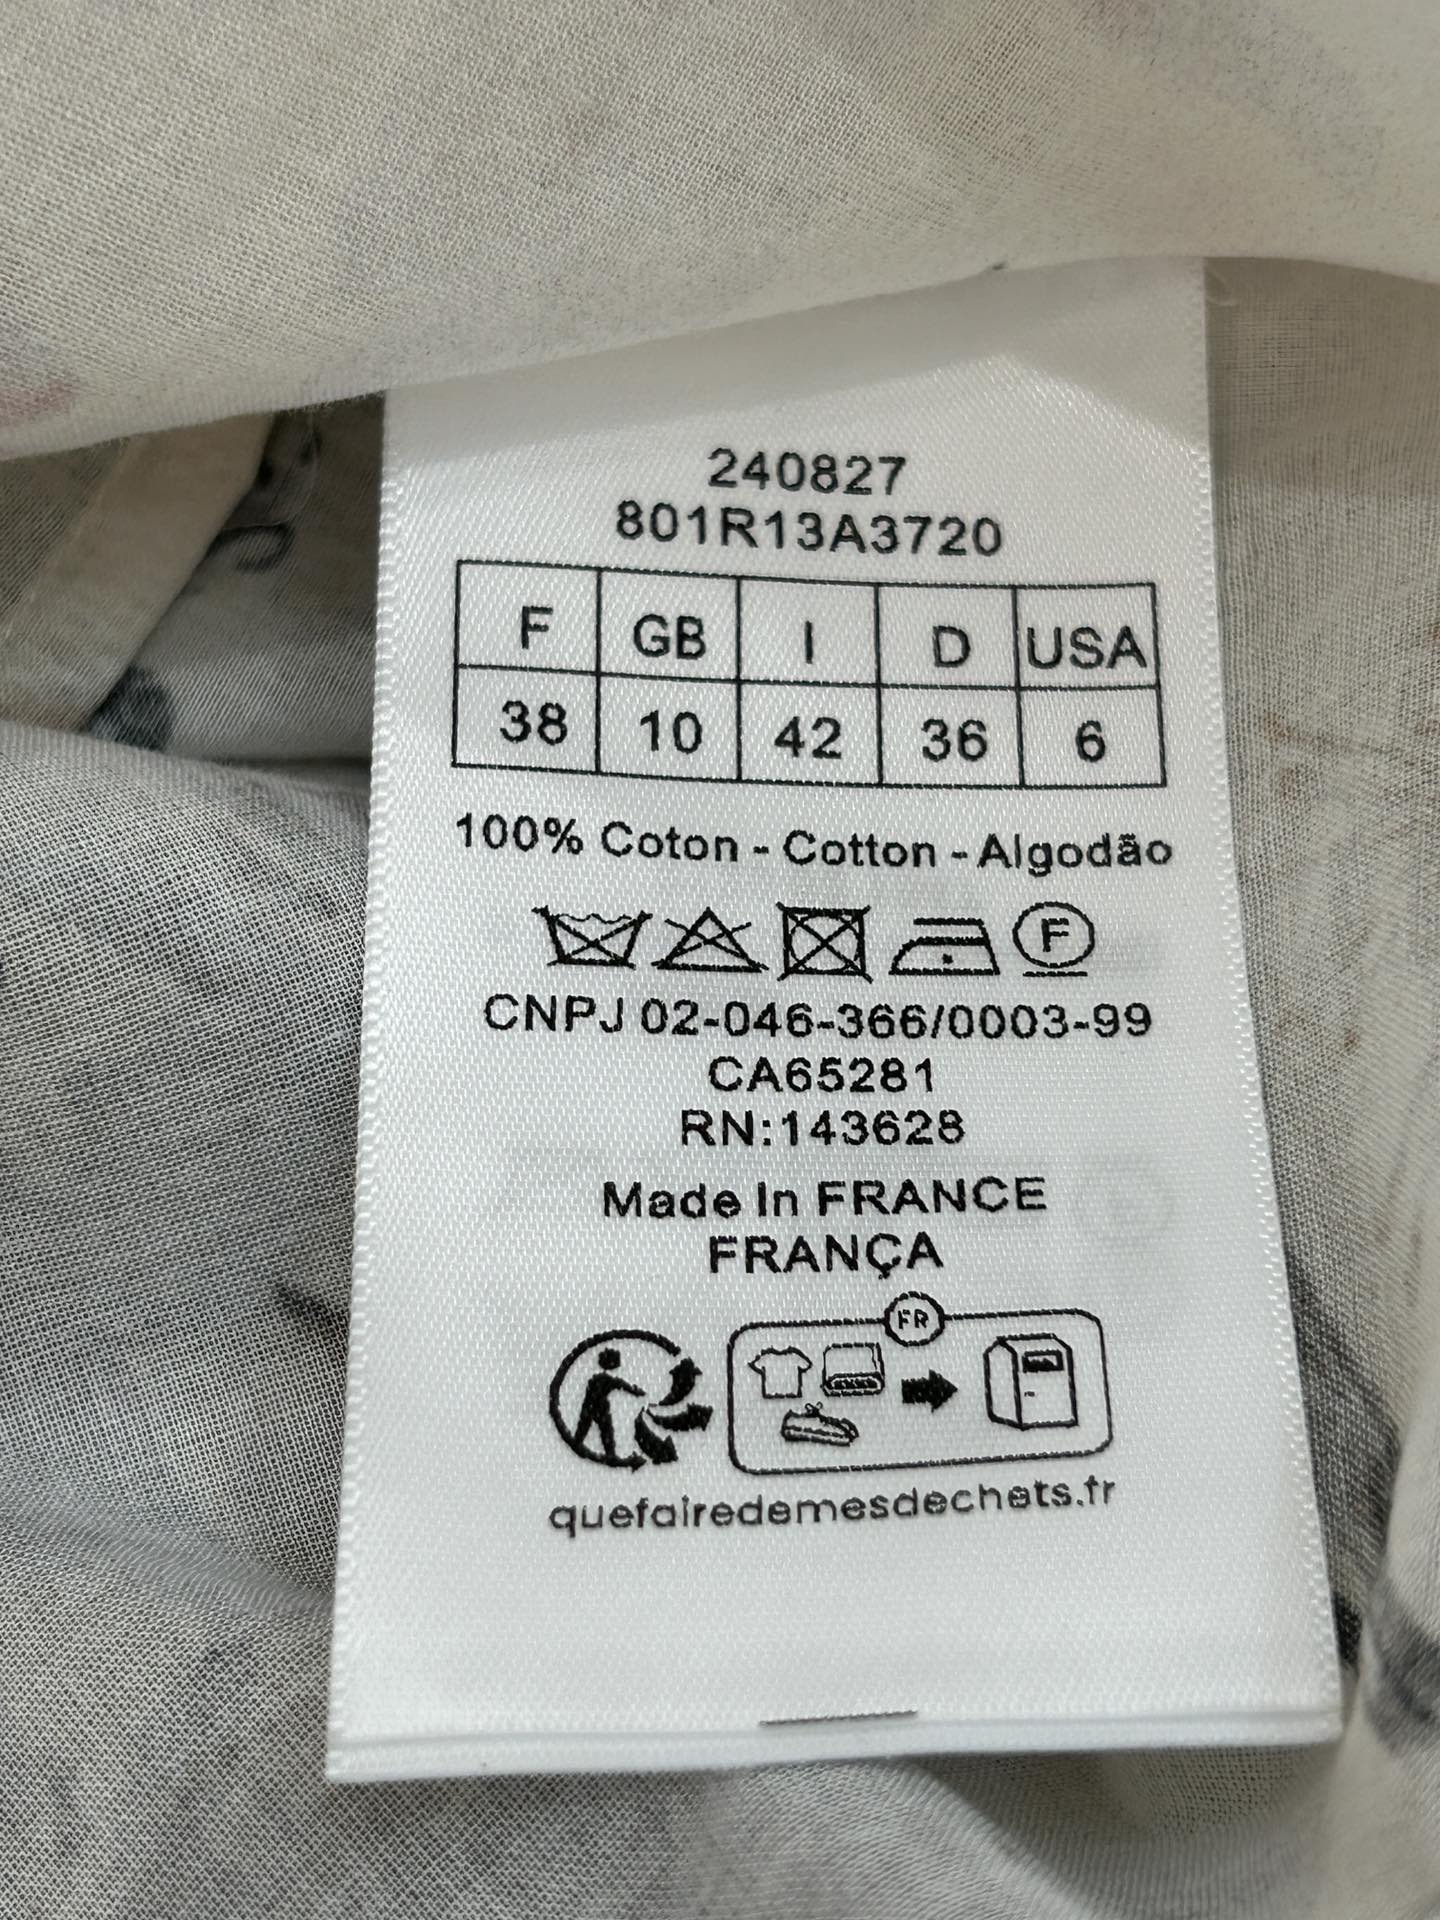 240827
801R13A3720
F GB I D USA
38 10 42 36 6
100% Coton - Cotton - Algodão
F
CNPJ 02-046-366/0003-99
CA65281
RN:143628
Made In FRANCE
FRANÇA
FR
quefairedemesdechets.fr